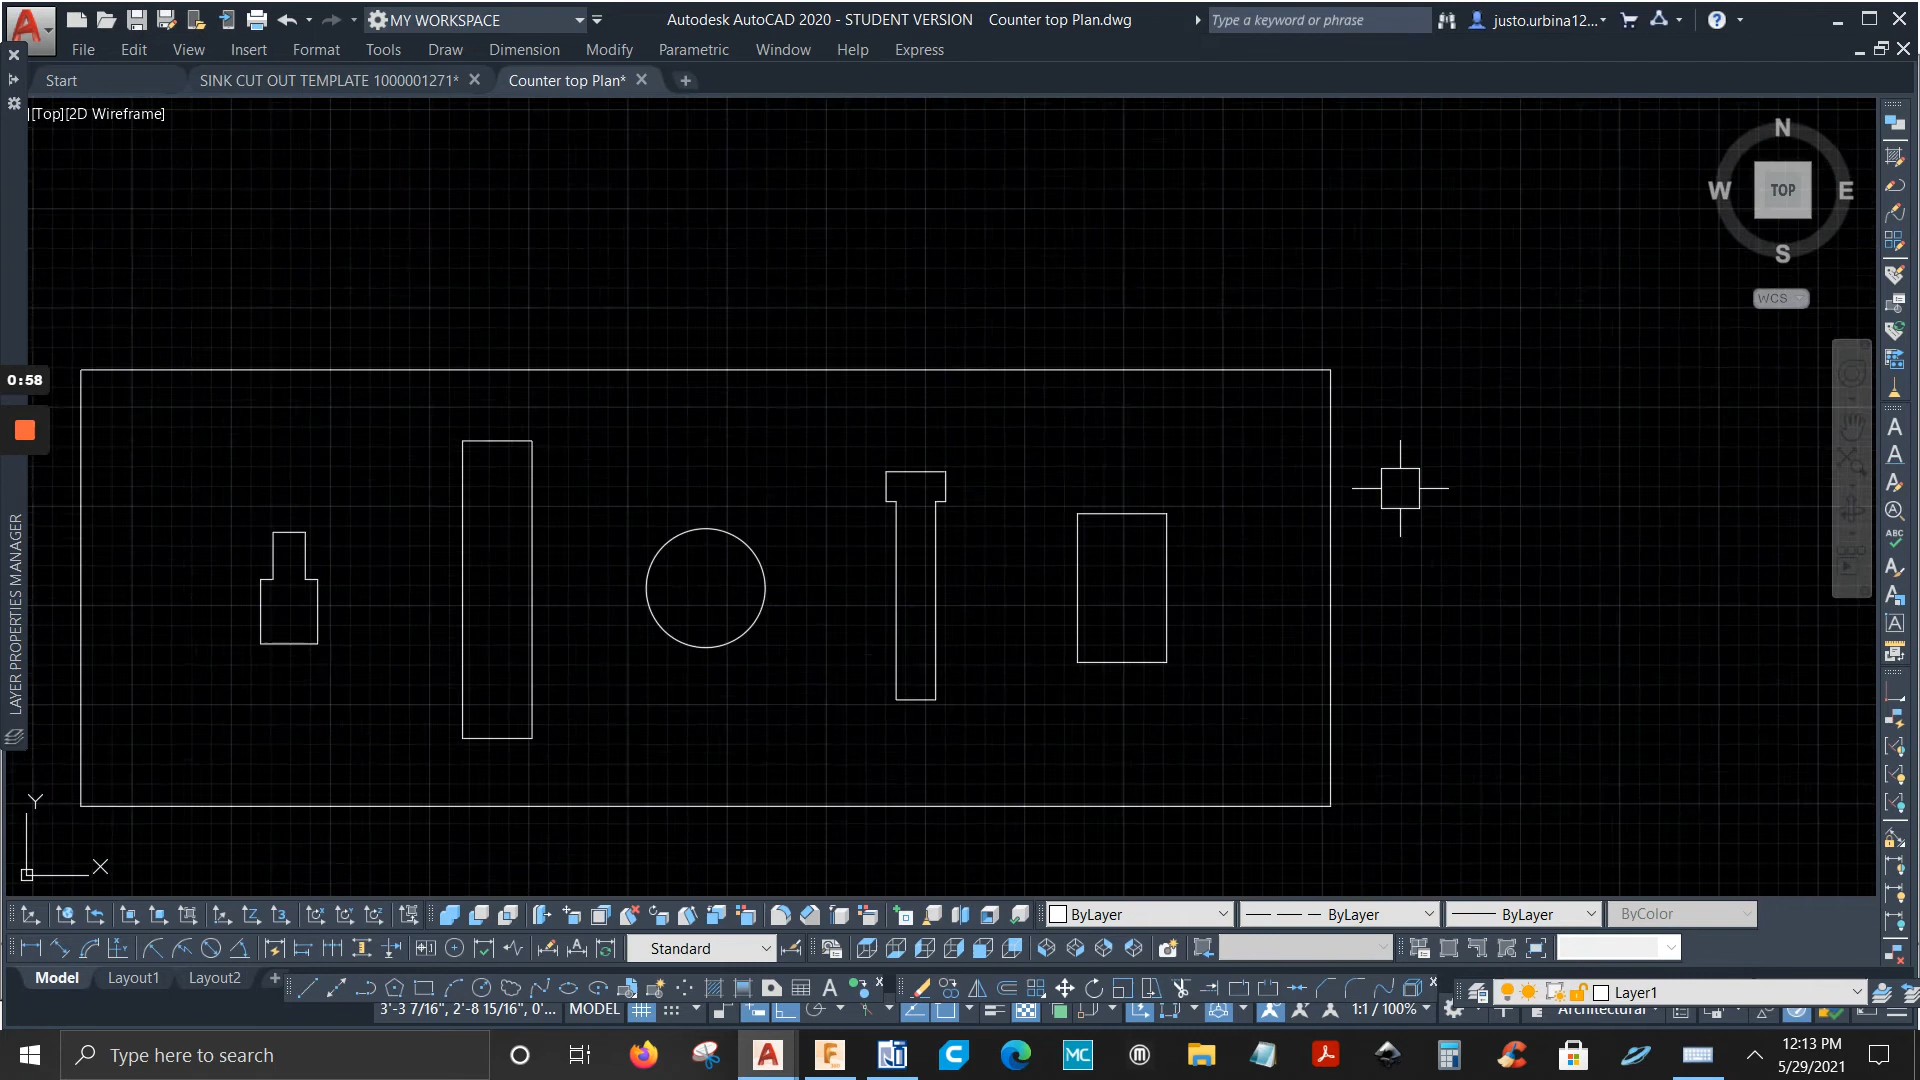 MY WORKSPACE
Autodesk AutoCAD 2020 - STUDENT VERSION Counter top Plan.dwg
Type a keyword or phrase
justo.urbina12...
File Edit View Insert Format Tools Draw Dimension Modify Parametric Window Help Express
Start SINK CUT OUT TEMPLATE 1000001271* Counter top Plan*
[Top][2D Wireframe]
N
W TOP E
S
WCS
0:58
LAYER PROPERTIES MANAGER
ABC
Y
X
ByLayer ByLayer ByLayer ByColor
Standard
Model Layout1 Layout2
Layer1
3'-3 7/16", 2'-8 15/16", 0'... MODEL 1:1 / 100% Architectural
Type here to search
12:13 PM
5/29/2021